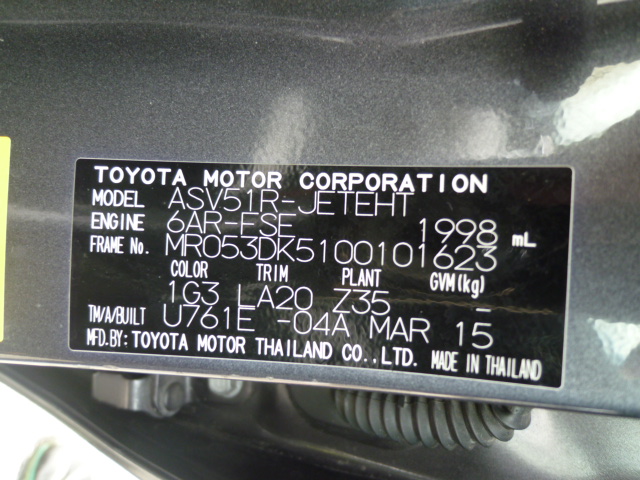 TOYOTA MOTOR CORPORATION
MODEL ASV51R-JETEHT
ENGINE 6AR-FSE 1998 mL
FRAME No. MR053DK5100101623
COLOR TRIM PLANT GVM(kg)
1G3 LA20 Z35 -
TM/A/BUILT U761E -04A MAR 15
MFD.BY: TOYOTA MOTOR THAILAND CO.,LTD. MADE IN THAILAND